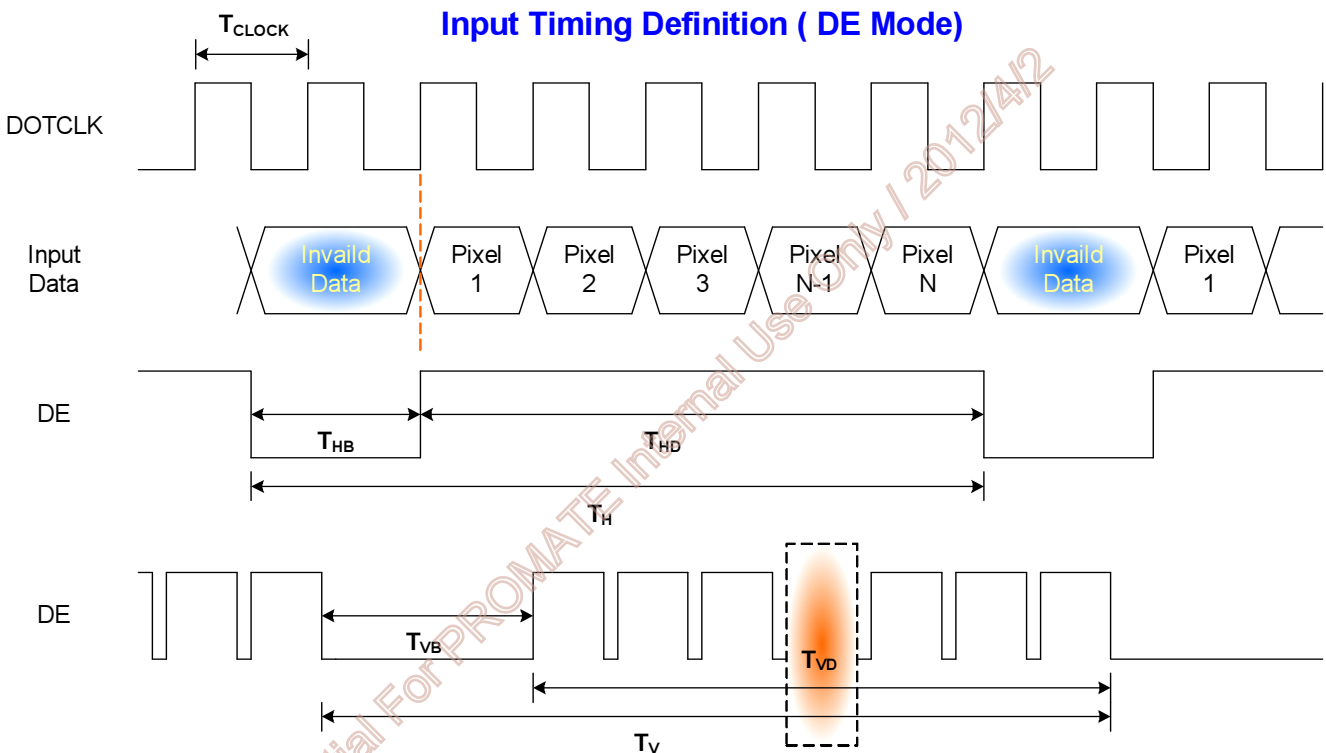 Input Timing Definition ( DE Mode)
TCLOCK
DOTCLK
Input
Data
Invaild
Data
Pixel
1
Pixel
2
Pixel
3
Pixel
N-1
Pixel
N
Invaild
Data
Pixel
1
DE
THB
THD
TH
DE
TVB
TVD
TV
For PROMATE Internal Use Only / 2012/4/2